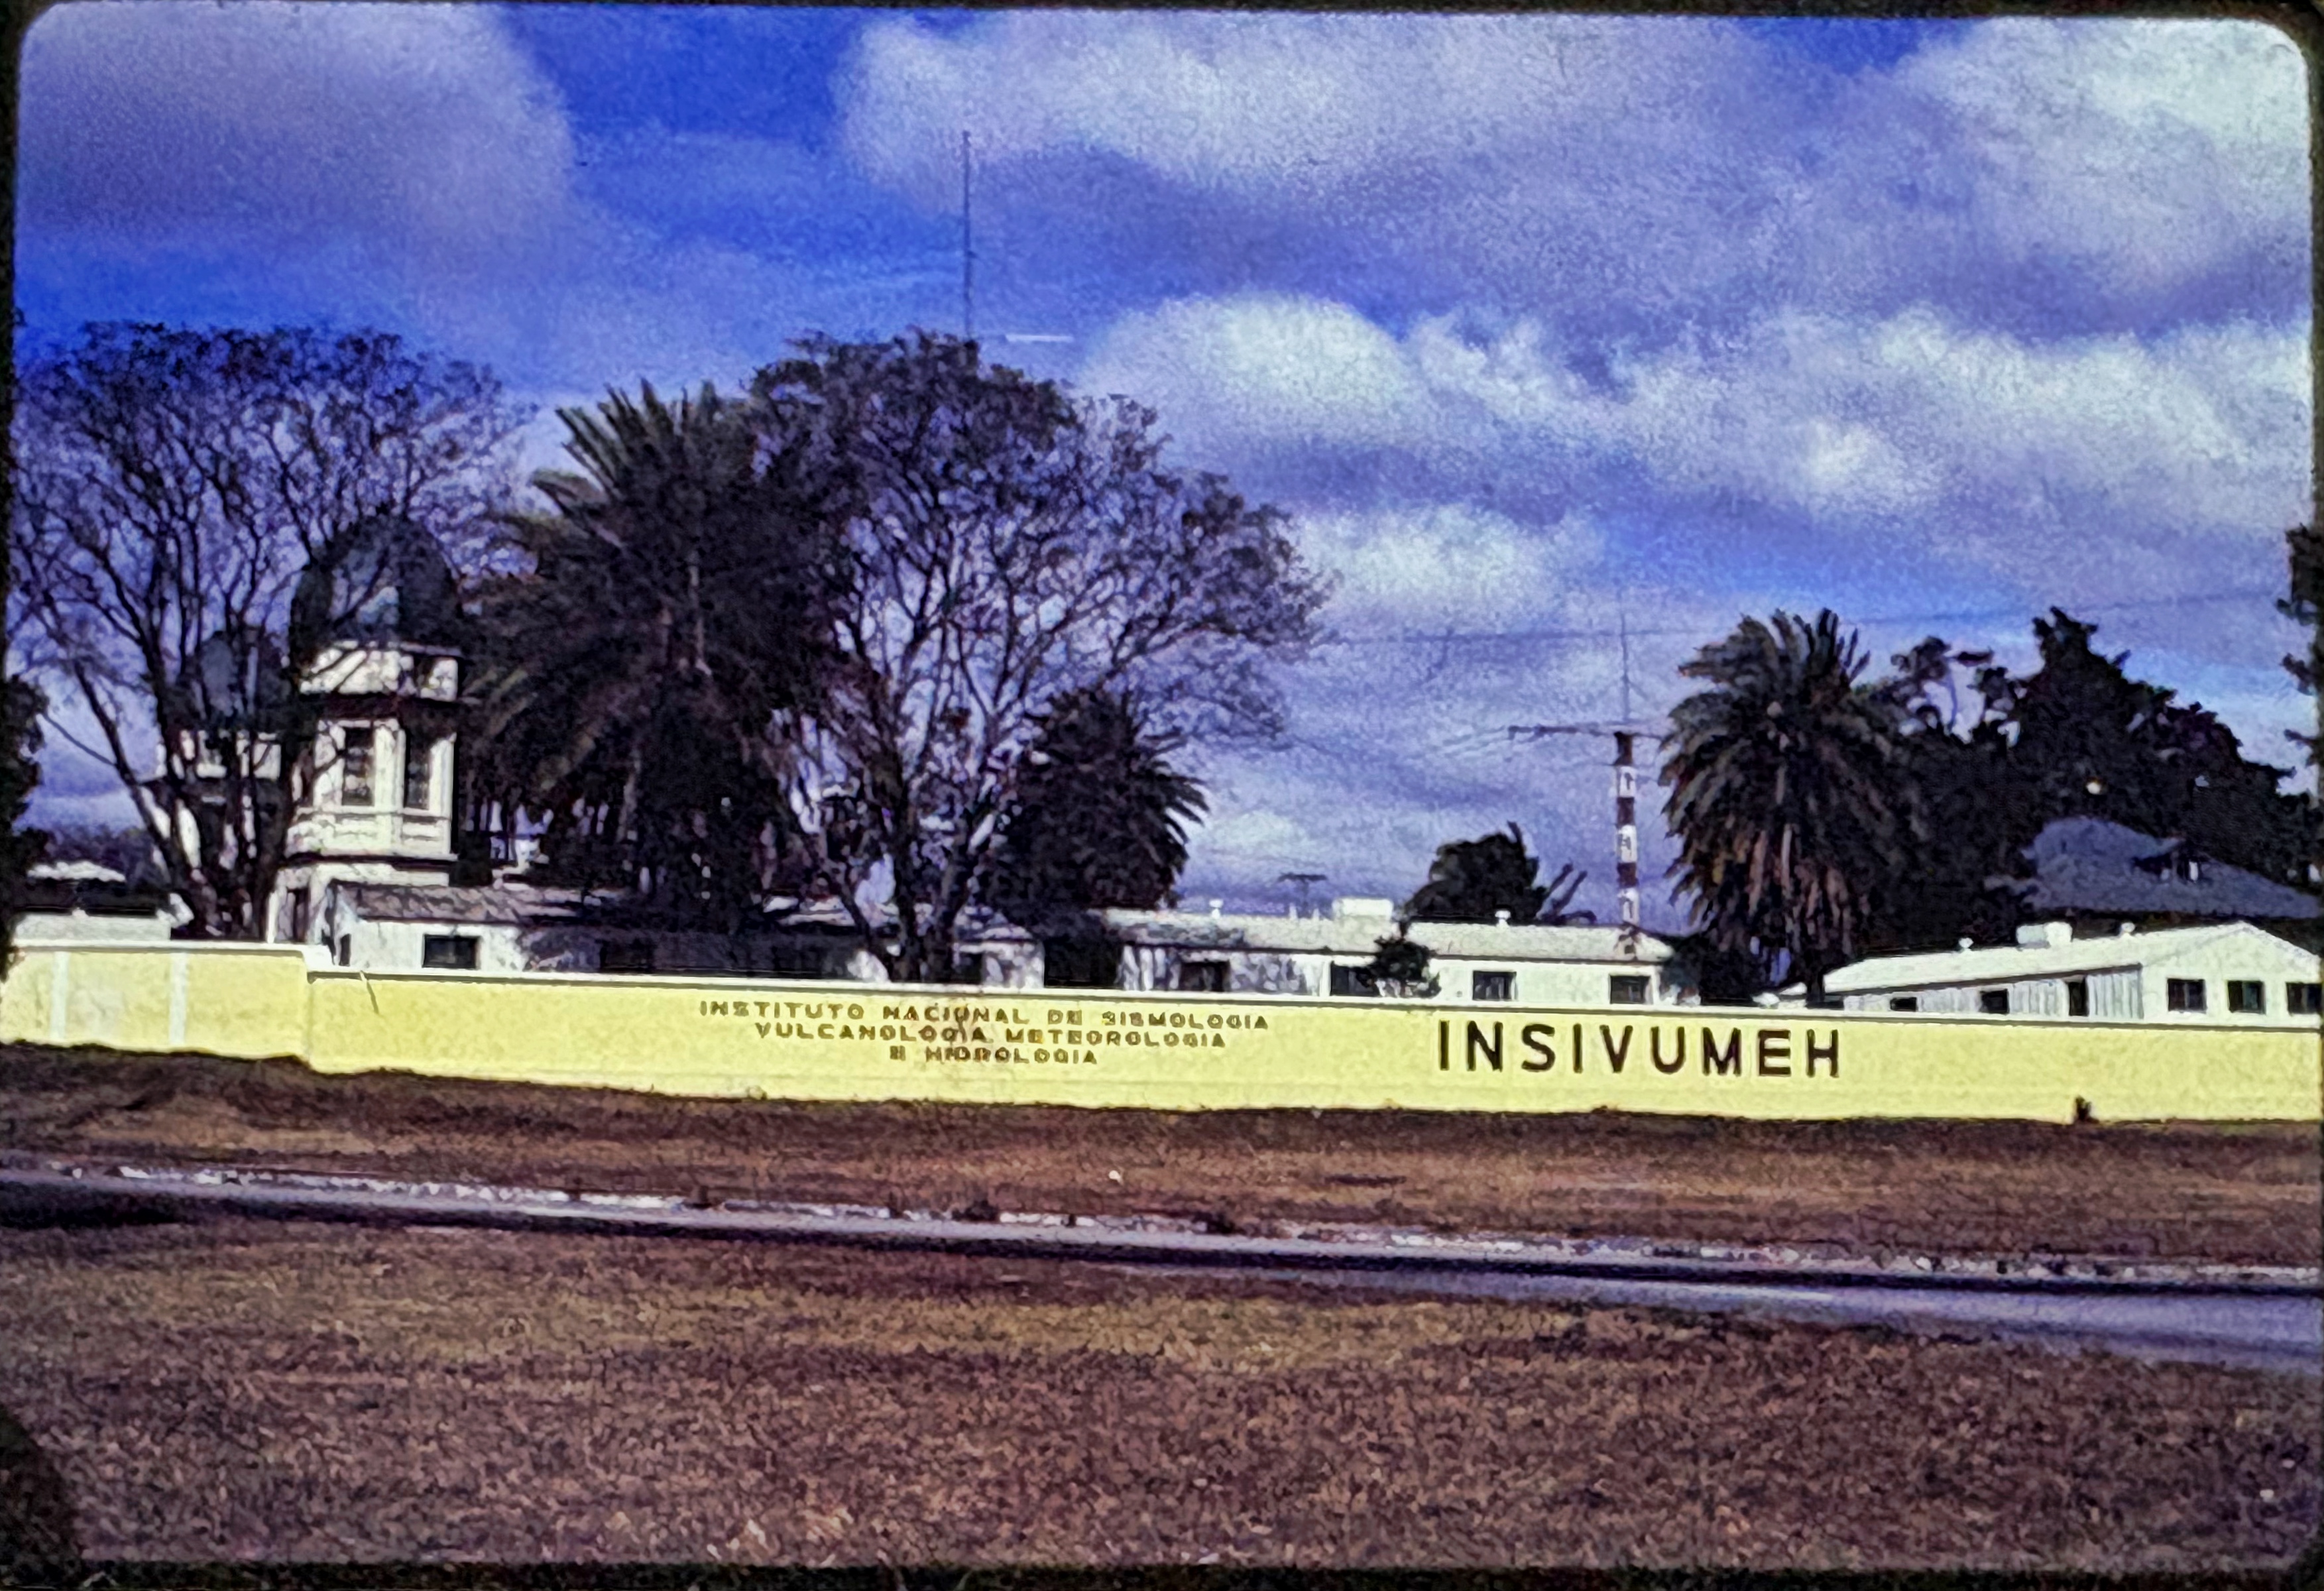 INSTITUTO NACIONAL DE SISMOLOGIA
VULCANOLOGIA METEOROLOGIA
E HIDROLOGIA
INSIVUMEH